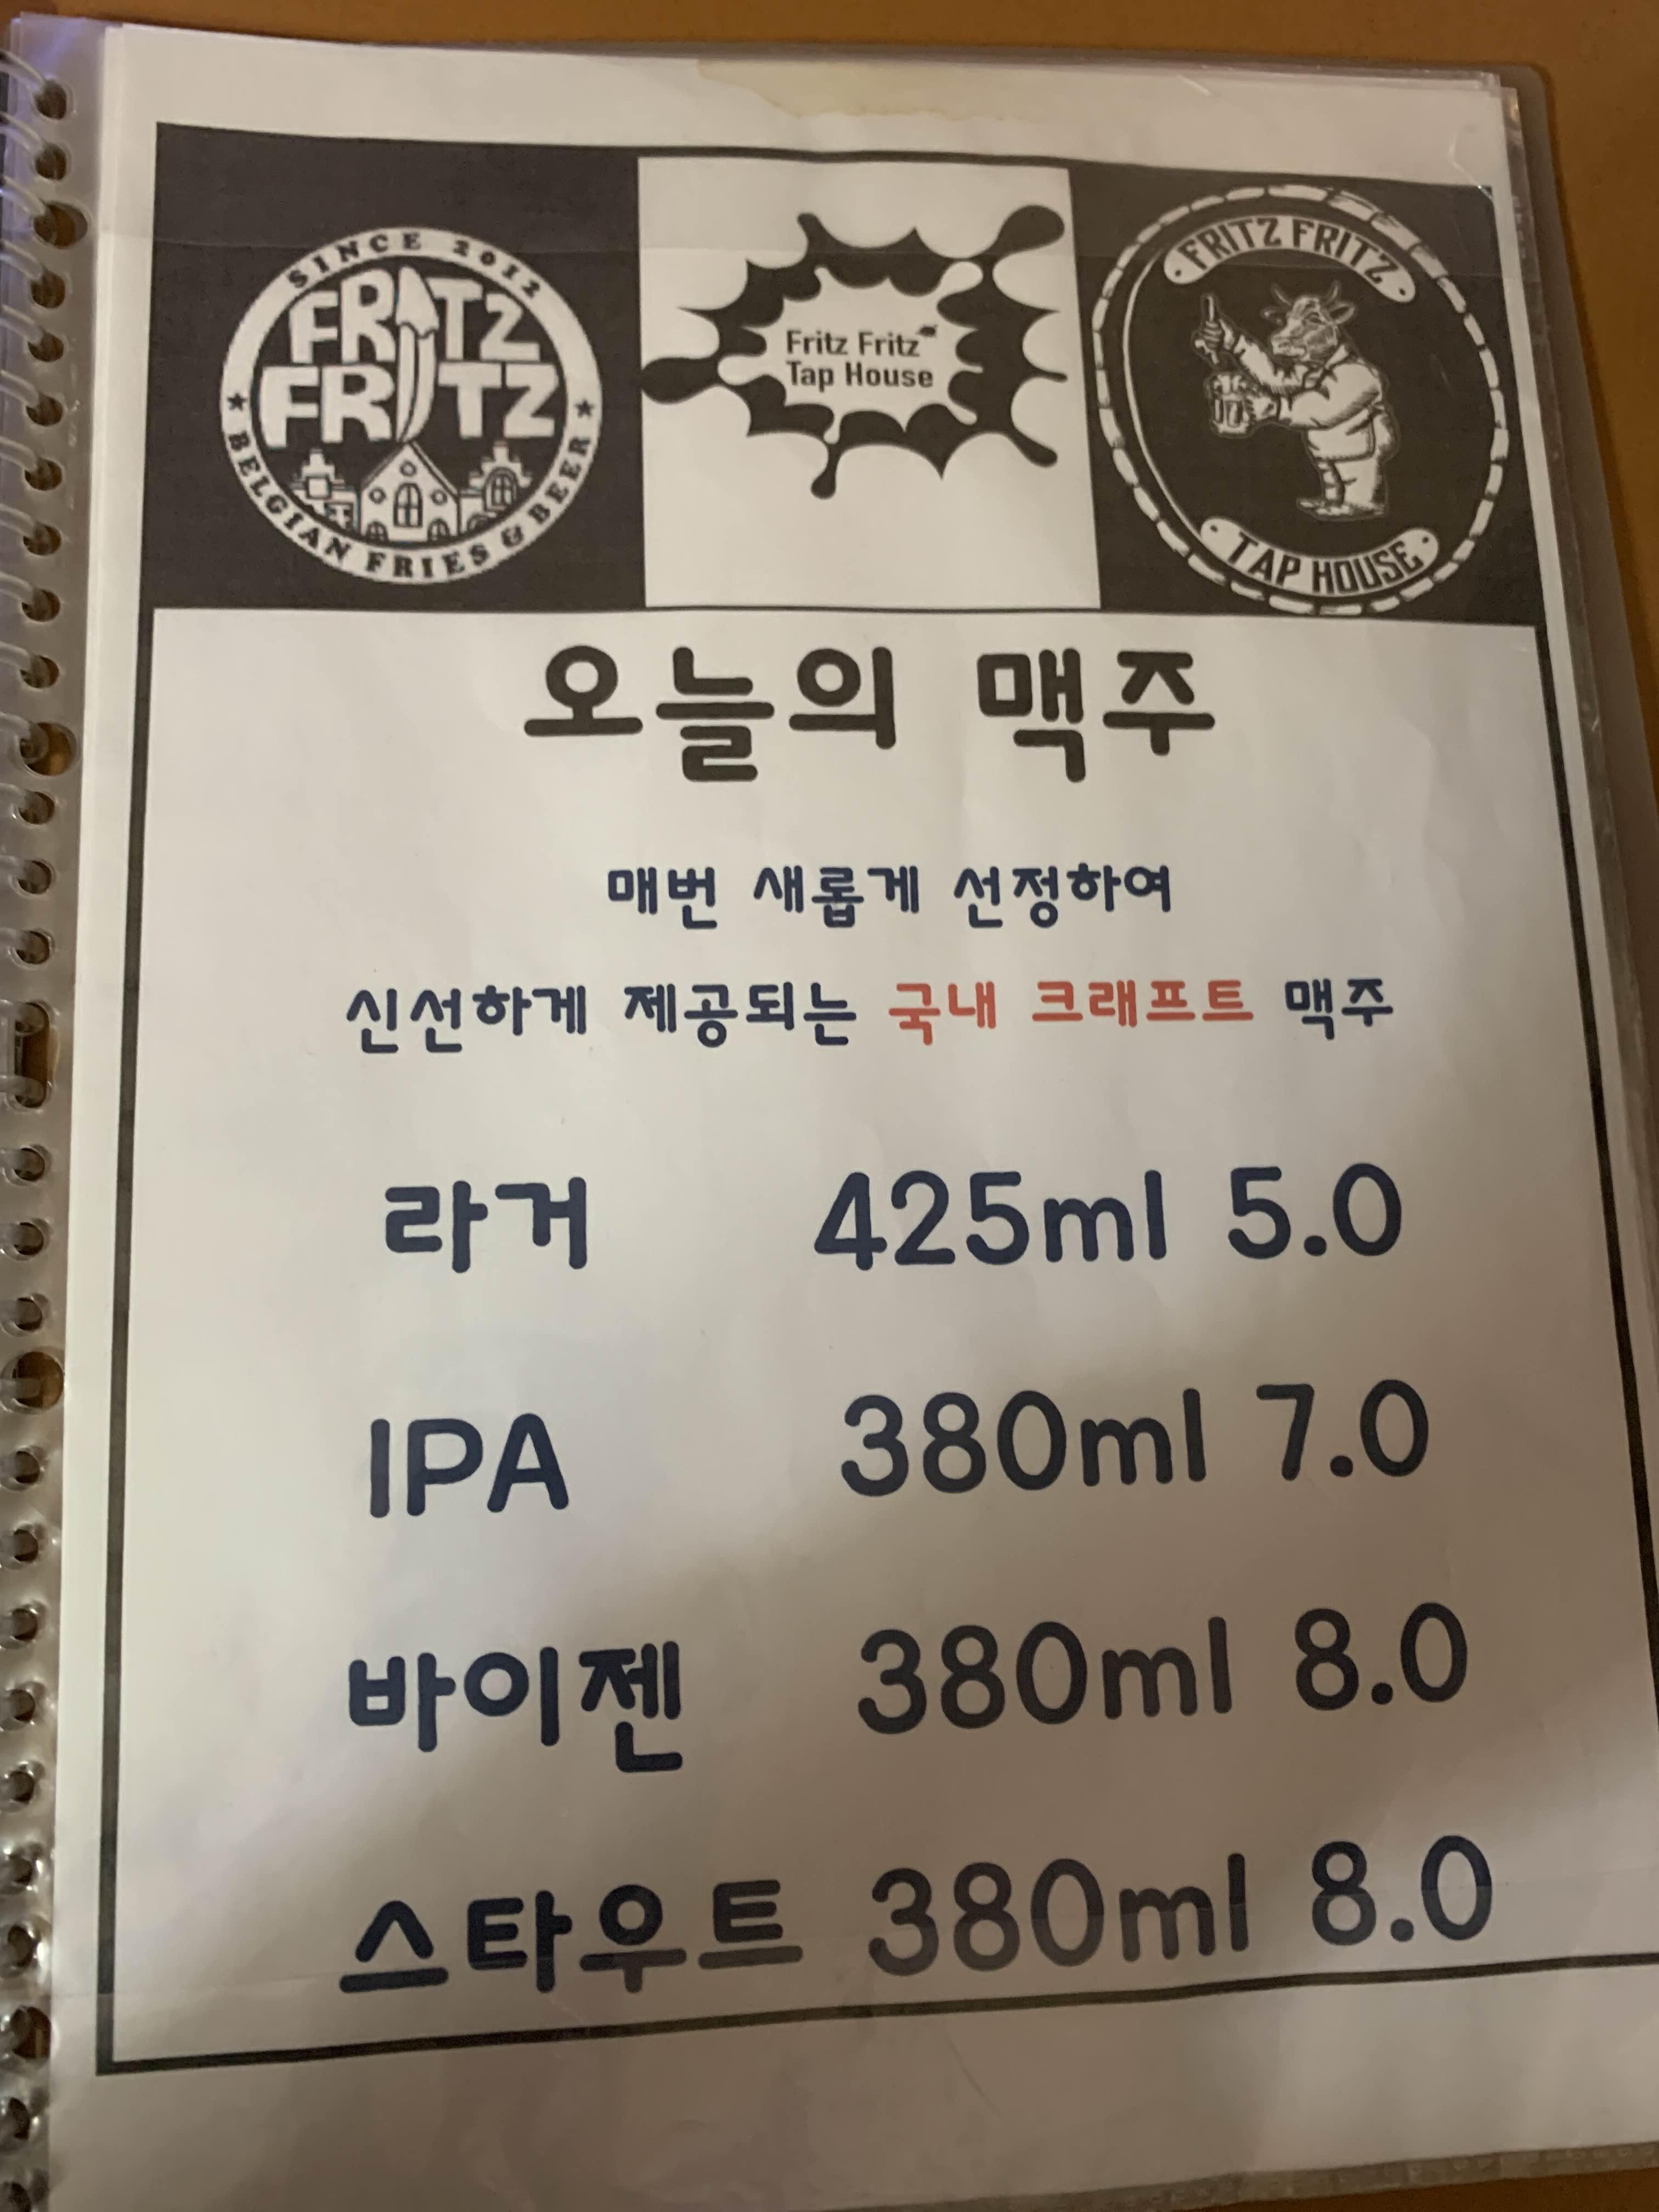 SINCE 2012
FRITZ
FRITZ
BELGIAN FRIES & BEER
Fritz Fritz
Tap House
FRITZ FRITZ
TAP HOUSE
오늘의 맥주
매번 새롭게 선정하여
신선하게 제공되는 국내 크래프트 맥주
라거 425ml 5.0
IPA 380ml 7.0
바이젠 380ml 8.0
스타우트 380ml 8.0